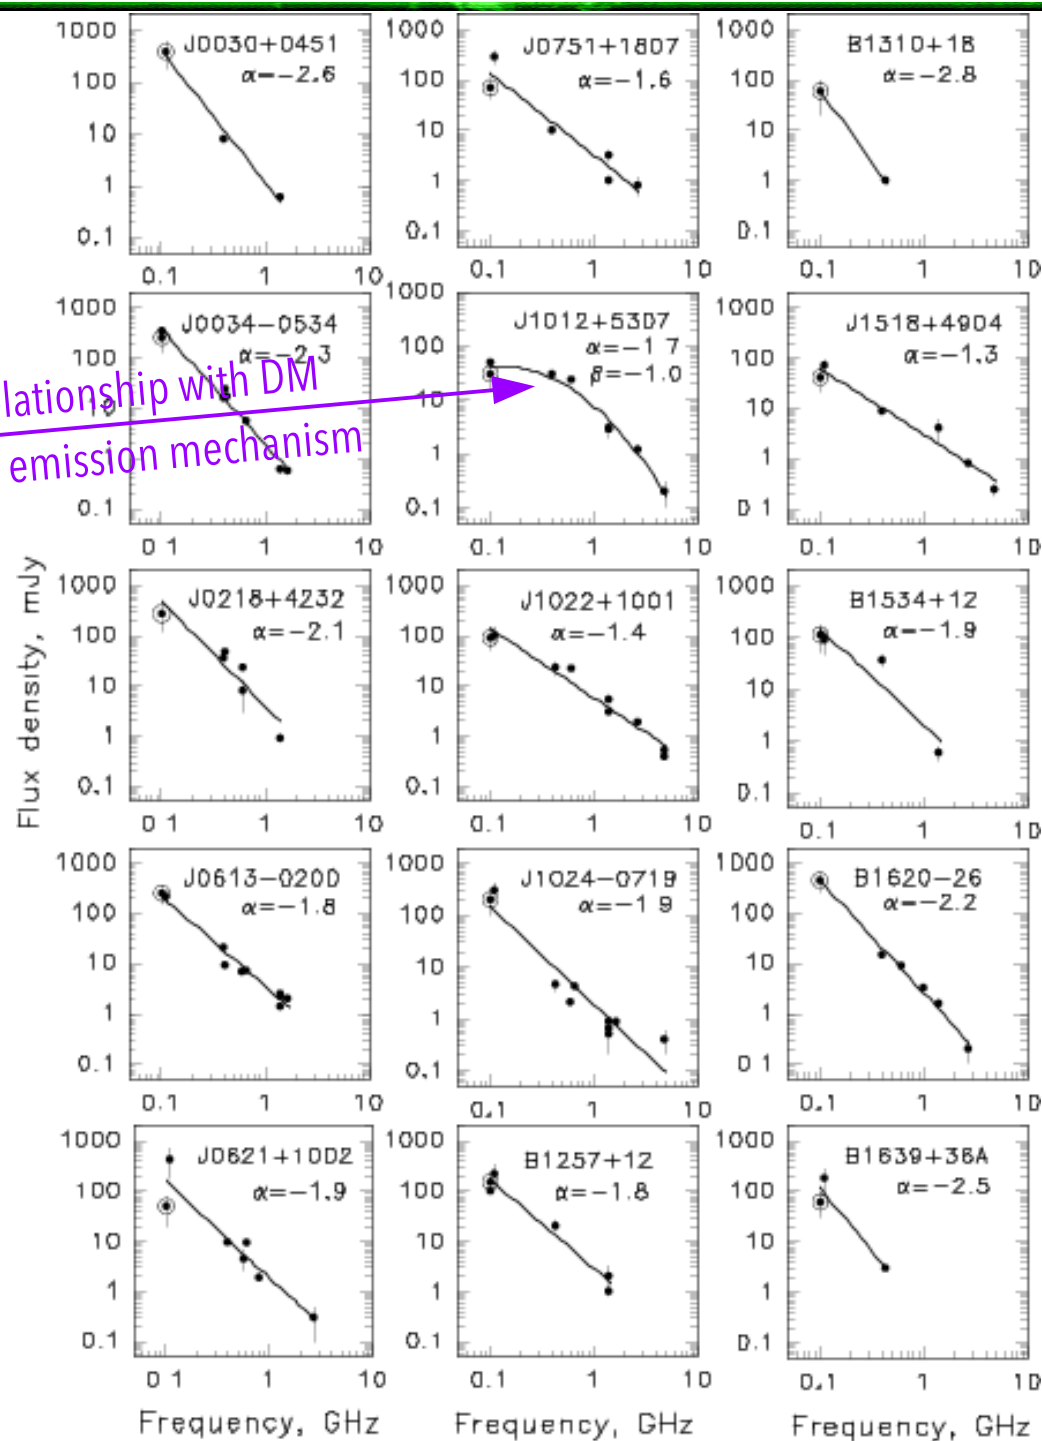 1000 J0030+0451
α=-2.6
100
10
1
0.1
0.1 1 10
1000 J0751+1807
α=-1.6
100
10
1
0.1
0.1 1 10
1000 B1310+18
α=-2.8
100
10
1
0.1
0.1 1 10
1000 J0034-0534
α=-2.3
100
10
0.1
0.1 1 10
lationship with DM
emission mechanism
1000 J1012+5307
α=-1.7
β=-1.0
100
10
1
0.1
0.1 1 10
1000 J1518+4904
α=-1.3
100
10
1
0.1
0.1 1 10
Flux density, mJy
1000 J0218+4232
α=-2.1
100
10
1
0.1
0.1 1 10
1000 J1022+1001
α=-1.4
100
10
1
0.1
0.1 1 10
1000 B1534+12
α=-1.9
100
10
1
0.1
0.1 1 10
1000 J0613-0200
α=-1.8
100
10
1
0.1
0.1 1 10
1000 J1024-0719
α=-1.9
100
10
1
0.1
0.1 1 10
1000 B1620-26
α=-2.2
100
10
1
0.1
0.1 1 10
1000 J0621+1002
α=-1.9
100
10
1
0.1
0.1 1 10
1000 B1257+12
α=-1.8
100
10
1
0.1
0.1 1 10
1000 B1639+36A
α=-2.5
100
10
1
0.1
0.1 1 10
Frequency, GHz Frequency, GHz Frequency, GHz